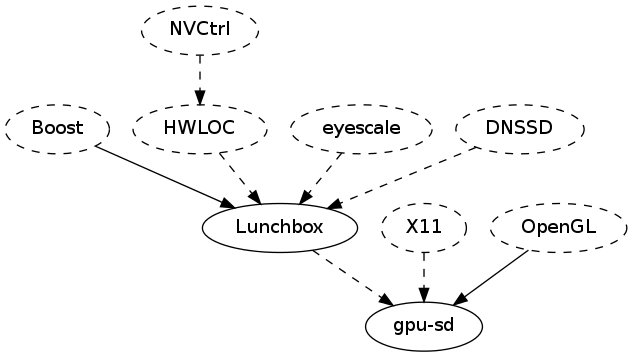 NVCtrl
Boost
HWLOC
eyescale
DNSSD
Lunchbox
X11
OpenGL
gpu-sd